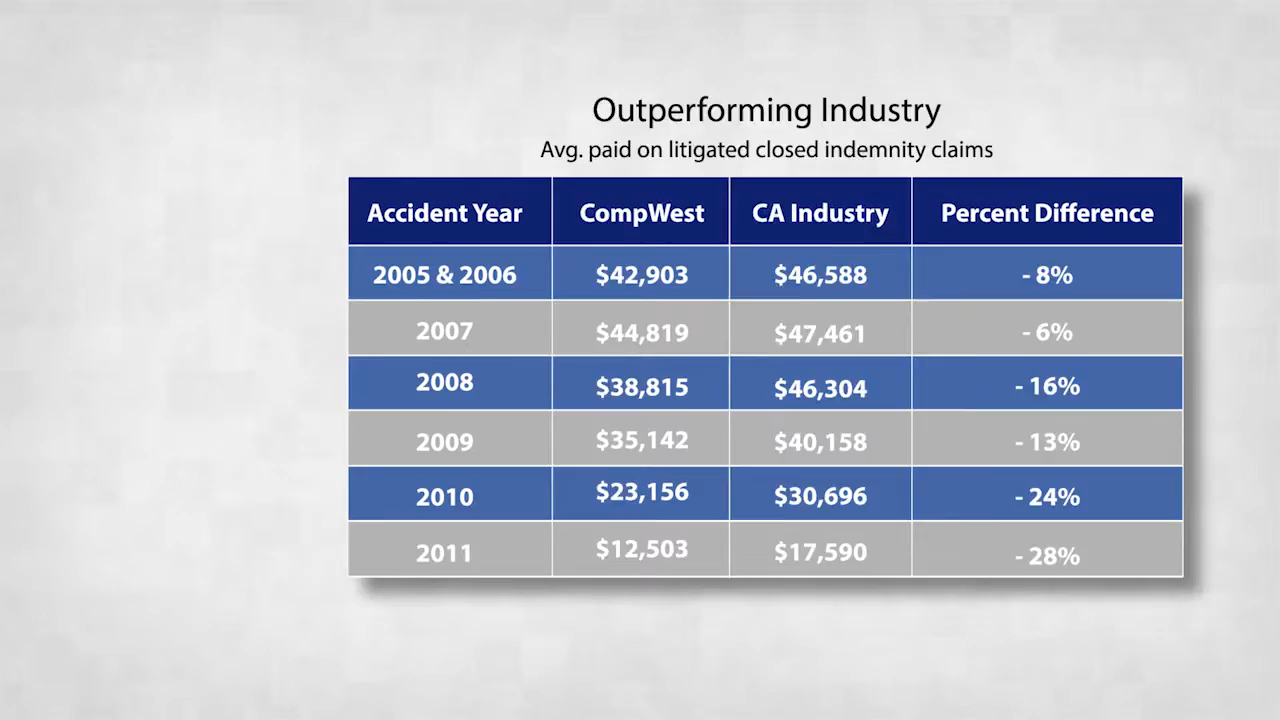 Outperforming Industry
Avg. paid on litigated closed indemnity claims
Accident Year CompWest CA Industry Percent Difference
2005 & 2006 $42,903 $46,588 - 8%
2007 $44,819 $47,461 - 6%
2008 $38,815 $46,304 - 16%
2009 $35,142 $40,158 - 13%
2010 $23,156 $30,696 - 24%
2011 $12,503 $17,590 - 28%